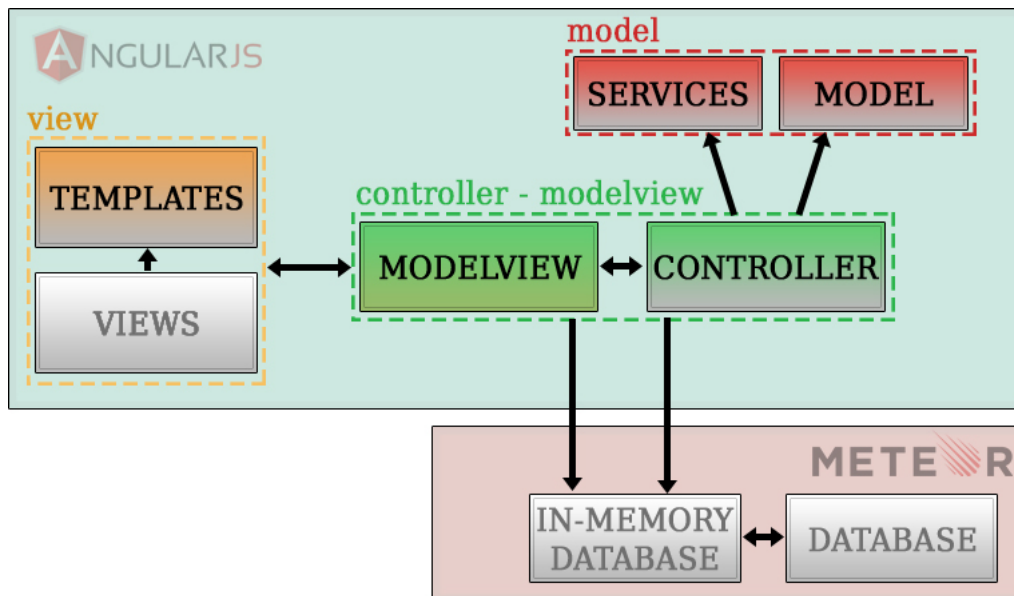 ANGULARJS
model
SERVICES
MODEL
view
TEMPLATES
VIEWS
controller - modelview
MODELVIEW
CONTROLLER
METEOR
IN-MEMORY
DATABASE
DATABASE